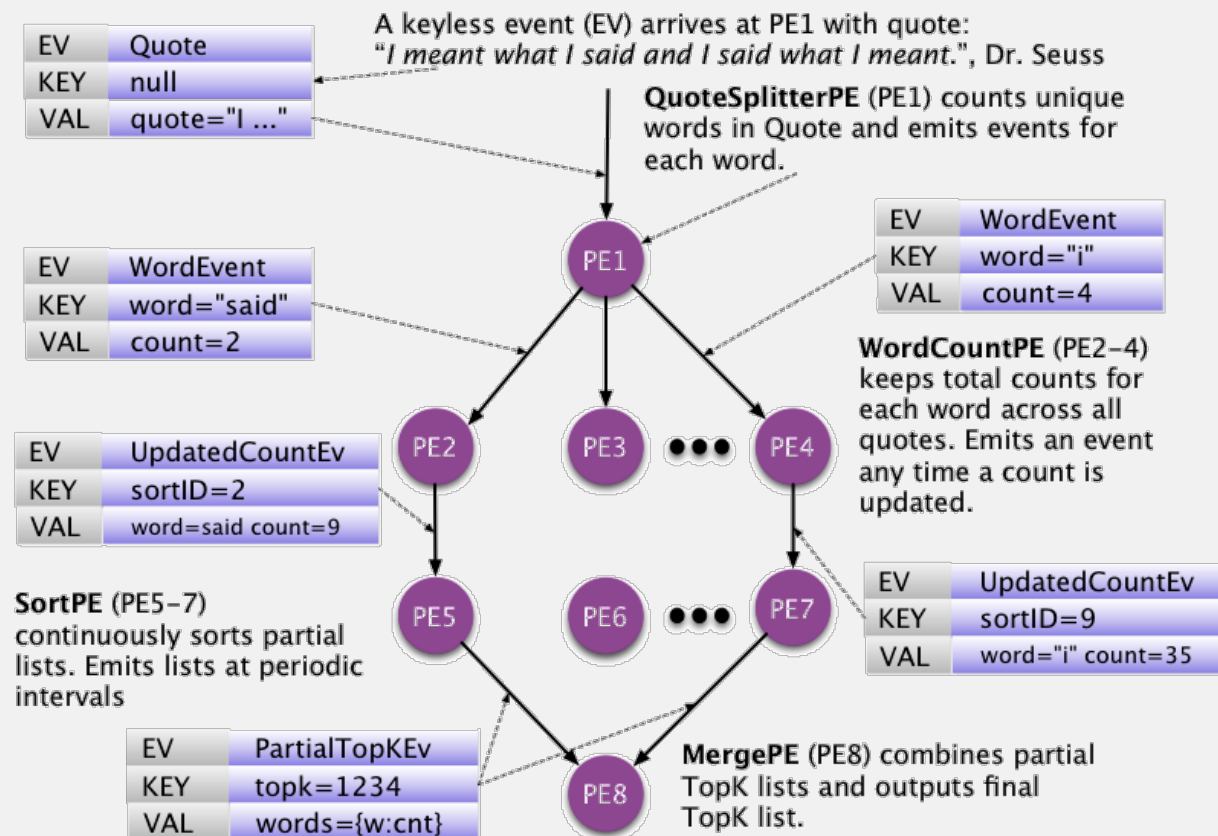 A keyless event (EV) arrives at PE1 with quote:
“I meant what I said and I said what I meant.”, Dr. Seuss
EV Quote
KEY null
VAL quote="I ..."
QuoteSplitterPE (PE1) counts unique
words in Quote and emits events for
each word.
PE1
EV WordEvent
KEY word="i"
VAL count=4
EV WordEvent
KEY word="said"
VAL count=2
WordCountPE (PE2-4)
keeps total counts for
each word across all
quotes. Emits an event
any time a count is
updated.
PE2
PE3
PE4
EV UpdatedCountEv
KEY sortID=2
VAL word=said count=9
EV UpdatedCountEv
KEY sortID=9
VAL word="i" count=35
SortPE (PE5-7)
continuously sorts partial
lists. Emits lists at periodic
intervals
PE5
PE6
PE7
EV PartialTopKEv
KEY topk=1234
VAL words={w:cnt}
PE8
MergePE (PE8) combines partial
TopK lists and outputs final
TopK list.